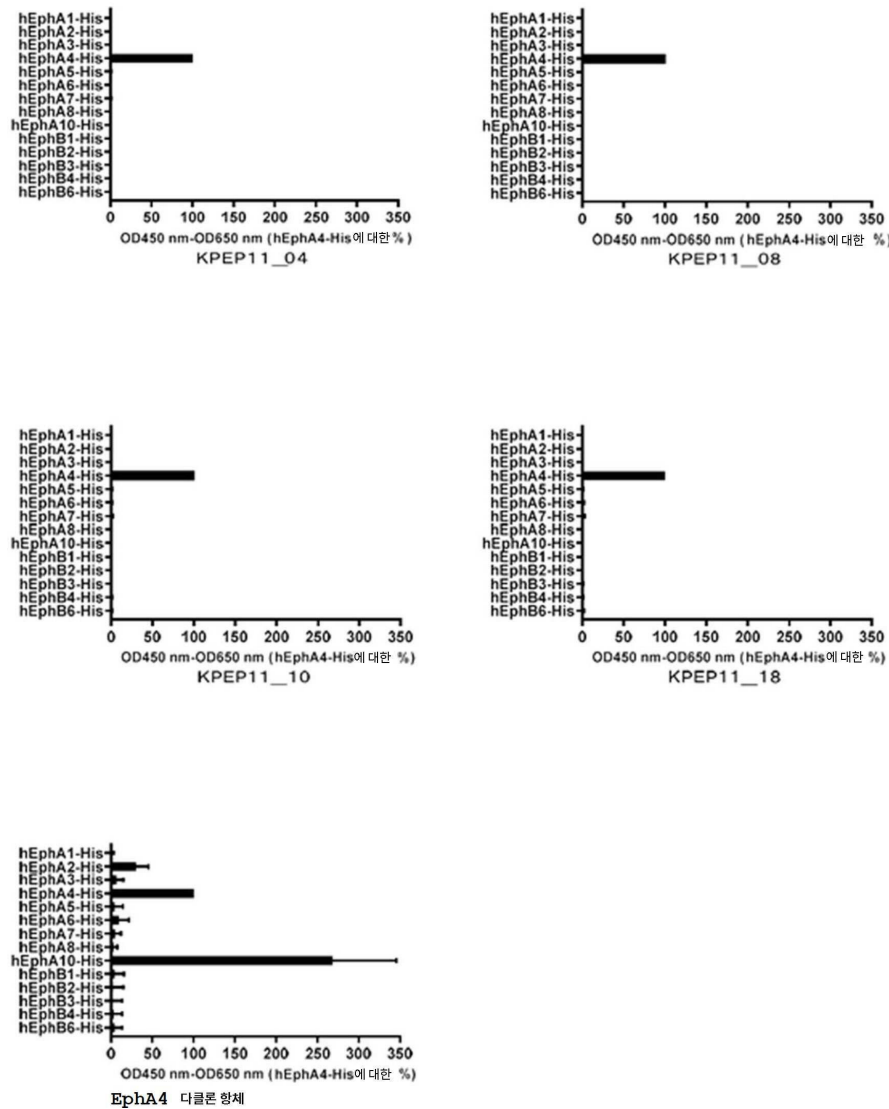 hEphA1-His
hEphA2-His
hEphA3-His
hEphA4-His
hEphA5-His
hEphA6-His
hEphA7-His
hEphA8-His
hEphA10-His
hEphB1-His
hEphB2-His
hEphB3-His
hEphB4-His
hEphB6-His
0 50 100 150 200 250 300 350
OD450 nm-OD650 nm (hEphA4-His에 대한 %)
KPEP11_04
hEphA1-His
hEphA2-His
hEphA3-His
hEphA4-His
hEphA5-His
hEphA6-His
hEphA7-His
hEphA8-His
hEphA10-His
hEphB1-His
hEphB2-His
hEphB3-His
hEphB4-His
hEphB6-His
0 50 100 150 200 250 300 350
OD450 nm-OD650 nm (hEphA4-His에 대한 %)
KPEP11_08
hEphA1-His
hEphA2-His
hEphA3-His
hEphA4-His
hEphA5-His
hEphA6-His
hEphA7-His
hEphA8-His
hEphA10-His
hEphB1-His
hEphB2-His
hEphB3-His
hEphB4-His
hEphB6-His
0 50 100 150 200 250 300 350
OD450 nm-OD650 nm (hEphA4-His에 대한 %)
KPEP11_10
hEphA1-His
hEphA2-His
hEphA3-His
hEphA4-His
hEphA5-His
hEphA6-His
hEphA7-His
hEphA8-His
hEphA10-His
hEphB1-His
hEphB2-His
hEphB3-His
hEphB4-His
hEphB6-His
0 50 100 150 200 250 300 350
OD450 nm-OD650 nm (hEphA4-His에 대한 %)
KPEP11_18
hEphA1-His
hEphA2-His
hEphA3-His
hEphA4-His
hEphA5-His
hEphA6-His
hEphA7-His
hEphA8-His
hEphA10-His
hEphB1-His
hEphB2-His
hEphB3-His
hEphB4-His
hEphB6-His
0 50 100 150 200 250 300 350
OD450 nm-OD650 nm (hEphA4-His에 대한 %)
EphA4 다클론 항체